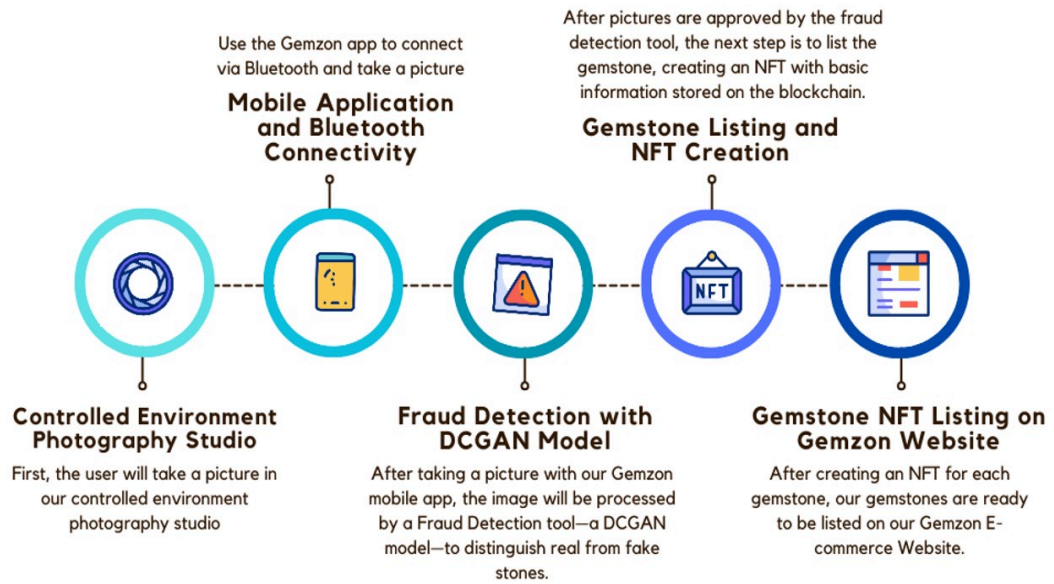 Use the Gemzon app to connect
via Bluetooth and take a picture
Mobile Application
and Bluetooth
Connectivity
After pictures are approved by the fraud
detection tool, the next step is to list the
gemstone, creating an NFT with basic
information stored on the blockchain.
Gemstone Listing and
NFT Creation
NFT
Controlled Environment
Photography Studio
First, the user will take a picture in
our controlled environment
photography studio
Fraud Detection with
DCGAN Model
After taking a picture with our Gemzon
mobile app, the image will be processed
by a Fraud Detection tool—a DCGAN
model—to distinguish real from fake
stones.
Gemstone NFT Listing on
Gemzon Website
After creating an NFT for each
gemstone, our gemstones are ready
to be listed on our Gemzon E-
commerce Website.